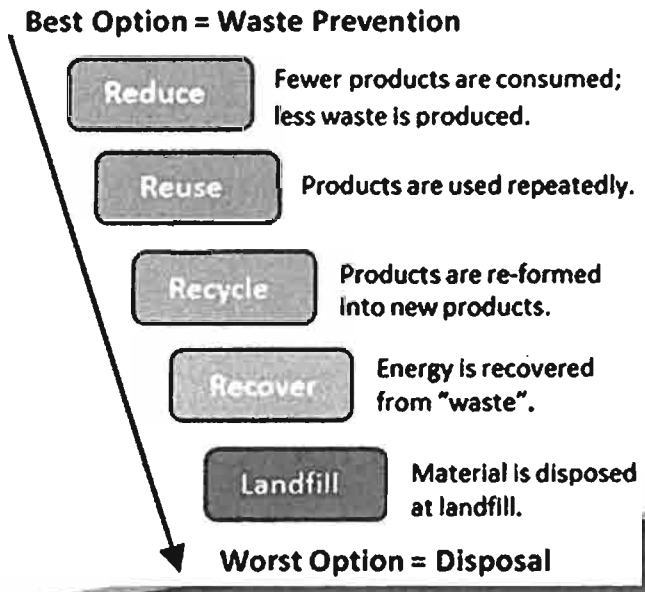 Best Option = Waste Prevention
Reduce
Fewer products are consumed;
less waste is produced.
Reuse
Products are used repeatedly.
Recycle
Products are re-formed
into new products.
Recover
Energy is recovered
from "waste".
Landfill
Material is disposed
at landfill.
Worst Option = Disposal